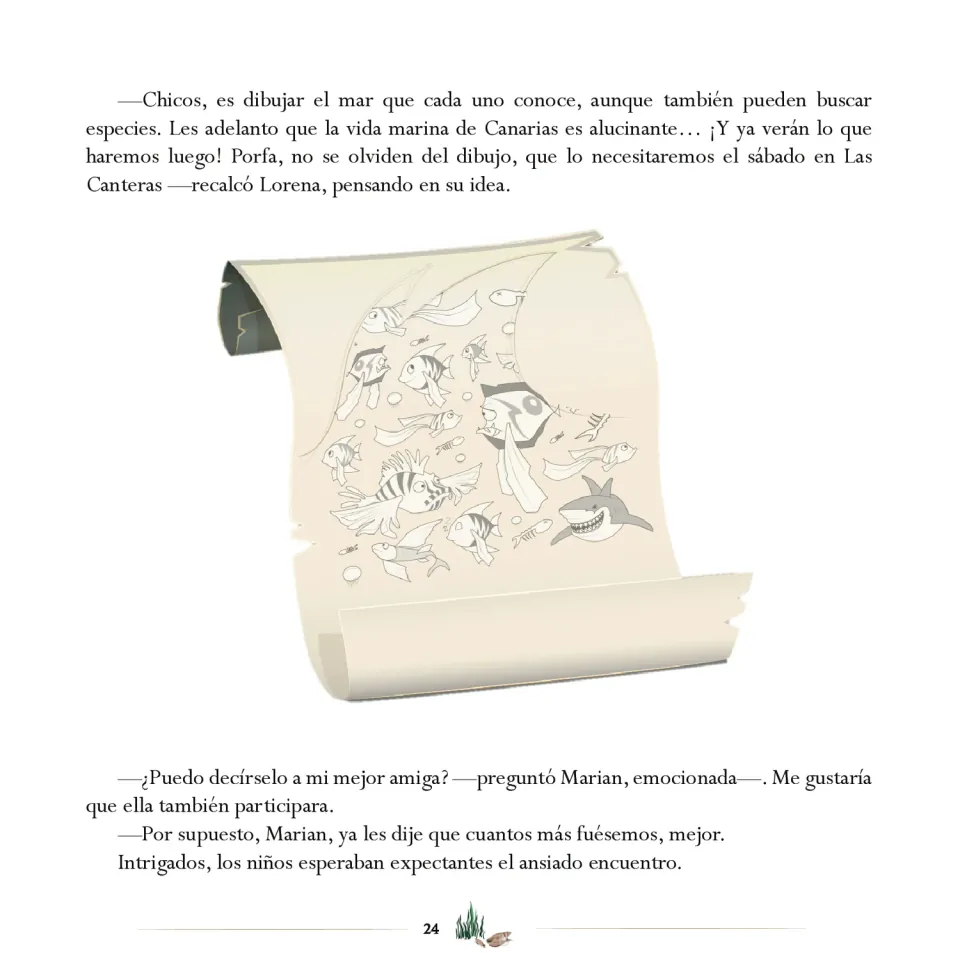 —Chicos, es dibujar el mar que cada uno conoce, aunque también pueden buscar
especies. Les adelanto que la vida marina de Canarias es alucinante… ¡Y ya verán lo que
haremos luego! Porfa, no se olviden del dibujo, que lo necesitaremos el sábado en Las
Canteras —recalcó Lorena, pensando en su idea.
—¿Puedo decírselo a mi mejor amiga? —preguntó Marian, emocionada—. Me gustaría
que ella también participara.
—Por supuesto, Marian, ya les dije que cuantos más fuésemos, mejor.
Intrigados, los niños esperaban expectantes el ansiado encuentro.
24